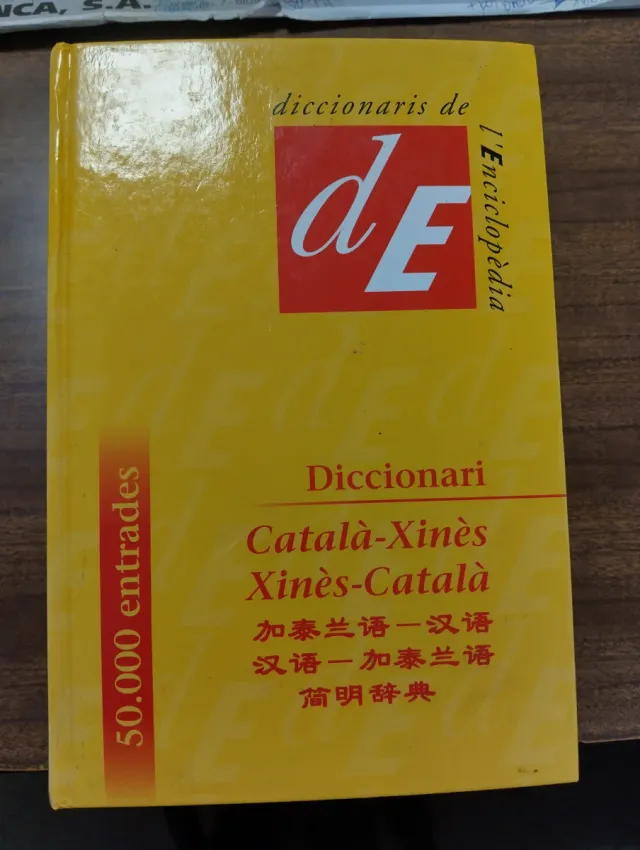 NCA, S.A.
diccionaris de
l'Enciclopèdia
dE
Diccionari
Català-Xinès
Xinès-Català
加泰兰语－汉语
汉语－加泰兰语
简明辞典
50.000 entrades